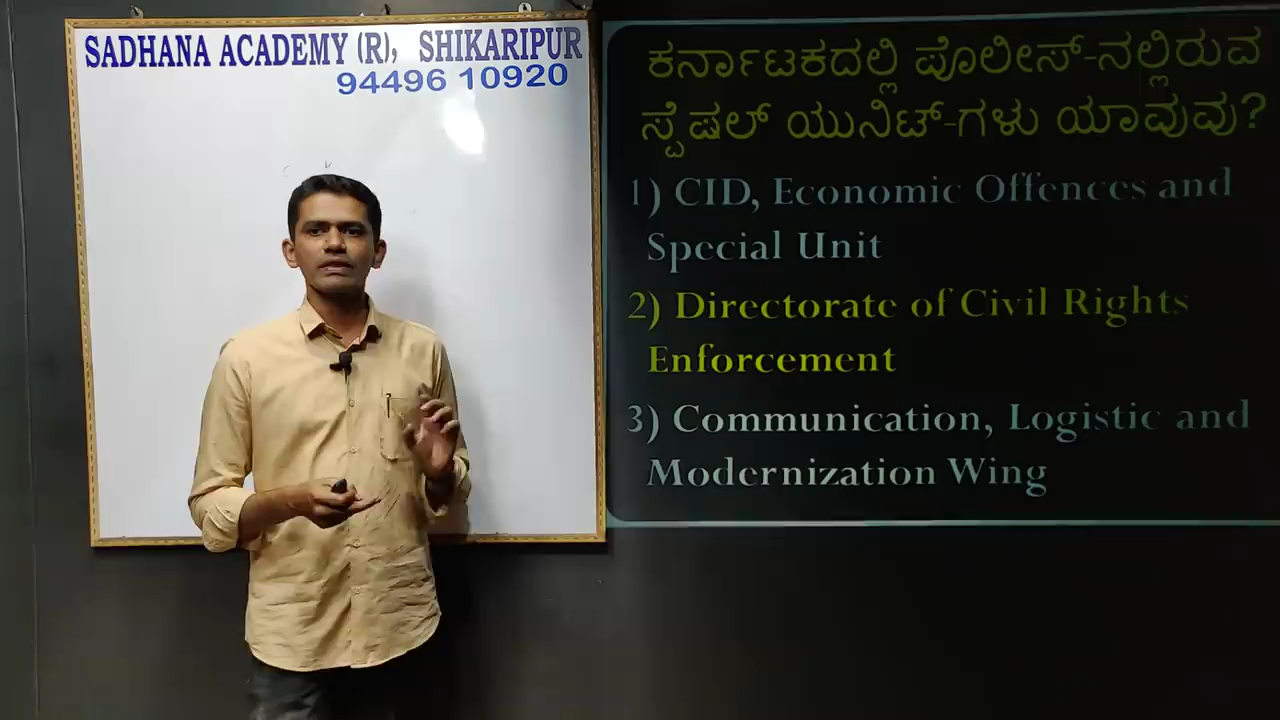 SADHANA ACADEMY (R), SHIKARIPUR
94496 10920
ಕರ್ನಾಟಕದಲ್ಲಿ ಪೊಲೀಸ್-ನಲ್ಲಿರುವ
ಸ್ಪೆಷಲ್ ಯುನಿಟ್-ಗಳು ಯಾವುವು?
1) CID, Economic Offences and
Special Unit
2) Directorate of Civil Rights
Enforcement
3) Communication, Logistic and
Modernization Wing